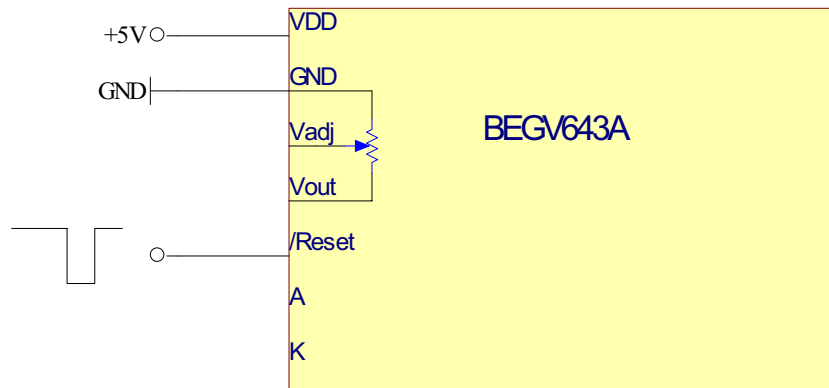 VDD
+5V
GND
GND
BEGV643A
Vadj
Vout
/Reset
A
K